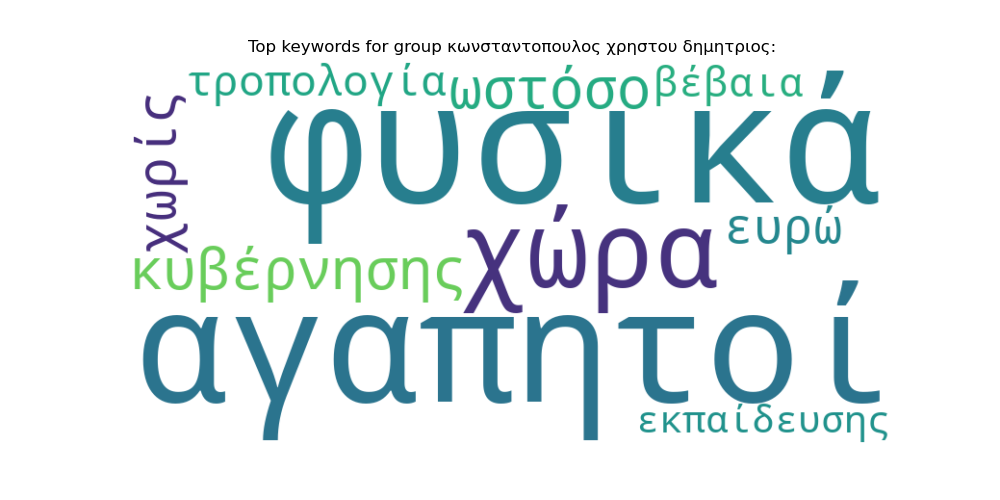 Top keywords for group κωνσταντοπουλος χρηστου δημητριος:
τροπολογία
ωστόσο
βέβαια
χωρίς
φυσικά
ευρώ
χώρα
κυβέρνησης
αγαπητοί
εκπαίδευσης